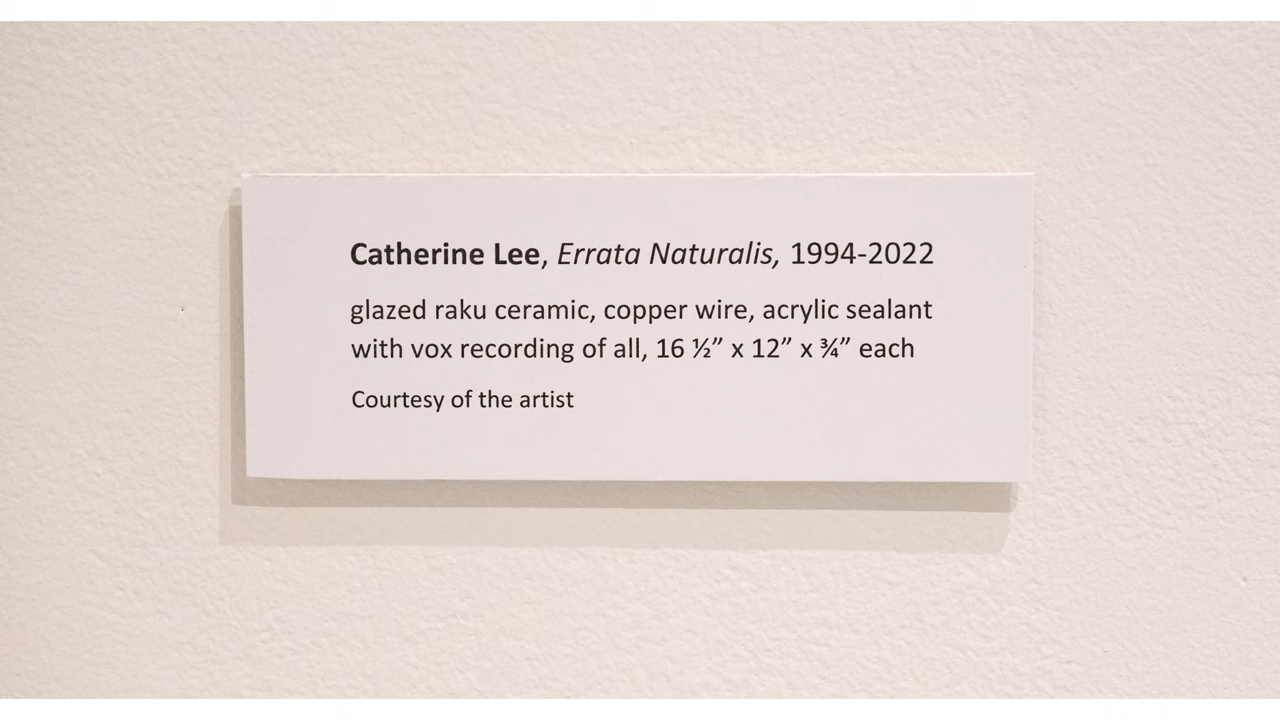 Catherine Lee, Errata Naturalis, 1994-2022
glazed raku ceramic, copper wire, acrylic sealant
with vox recording of all, 16 ½” x 12” x ¾” each
Courtesy of the artist